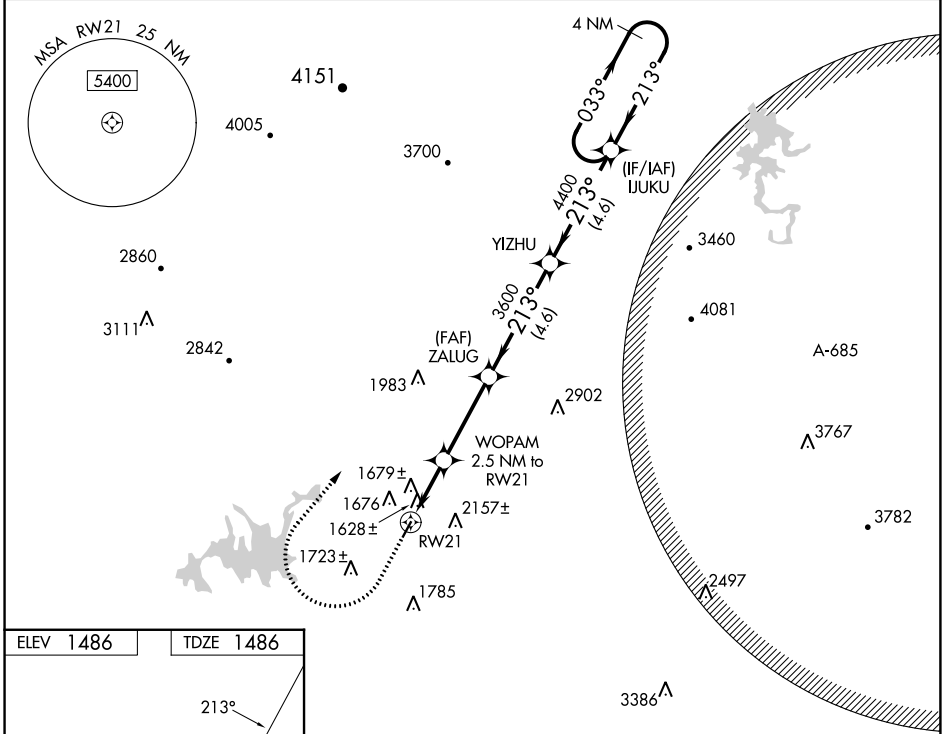 MSA RW21 25 NM
5400
4151
4005
3700
4 NM
033°
213°
(IF/IAF)
IJUKU
4400
213°
(4.6)
YIZHU
3460
2860
3111
2842
4081
3600
213°
(4.6)
(FAF)
ZALUG
A-685
1983
2902
3767
WOPAM
2.5 NM to
RW21
1679±
1676
1628±
2157±
RW21
3782
1723±
1785
2497
ELEV 1486
TDZE 1486
213°
3386